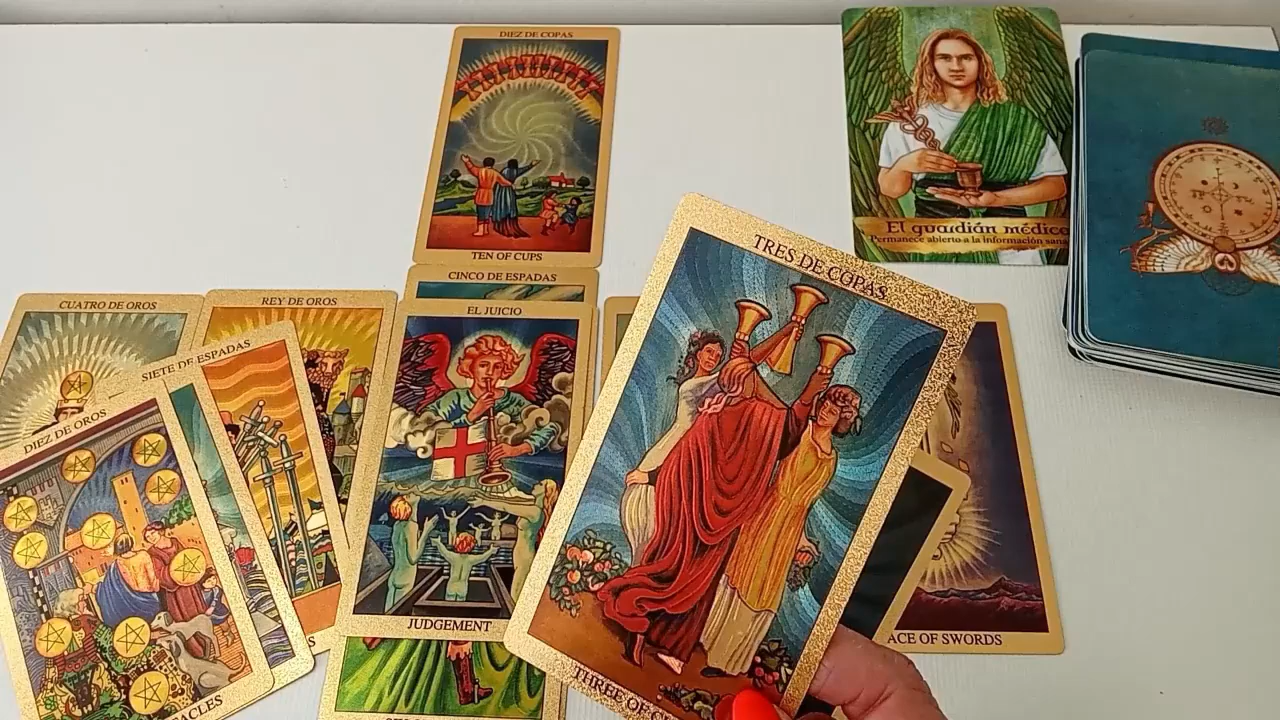 DIEZ DE COPAS
TEN OF CUPS
El guardián médico
Permanece abierto a la información sana
CINCO DE ESPADAS
CUATRO DE OROS
REY DE OROS
EL JUICIO
TRES DE COPAS
SIETE DE ESPADAS
DIEZ DE OROS
JUDGEMENT
ACE OF SWORDS
THREE OF